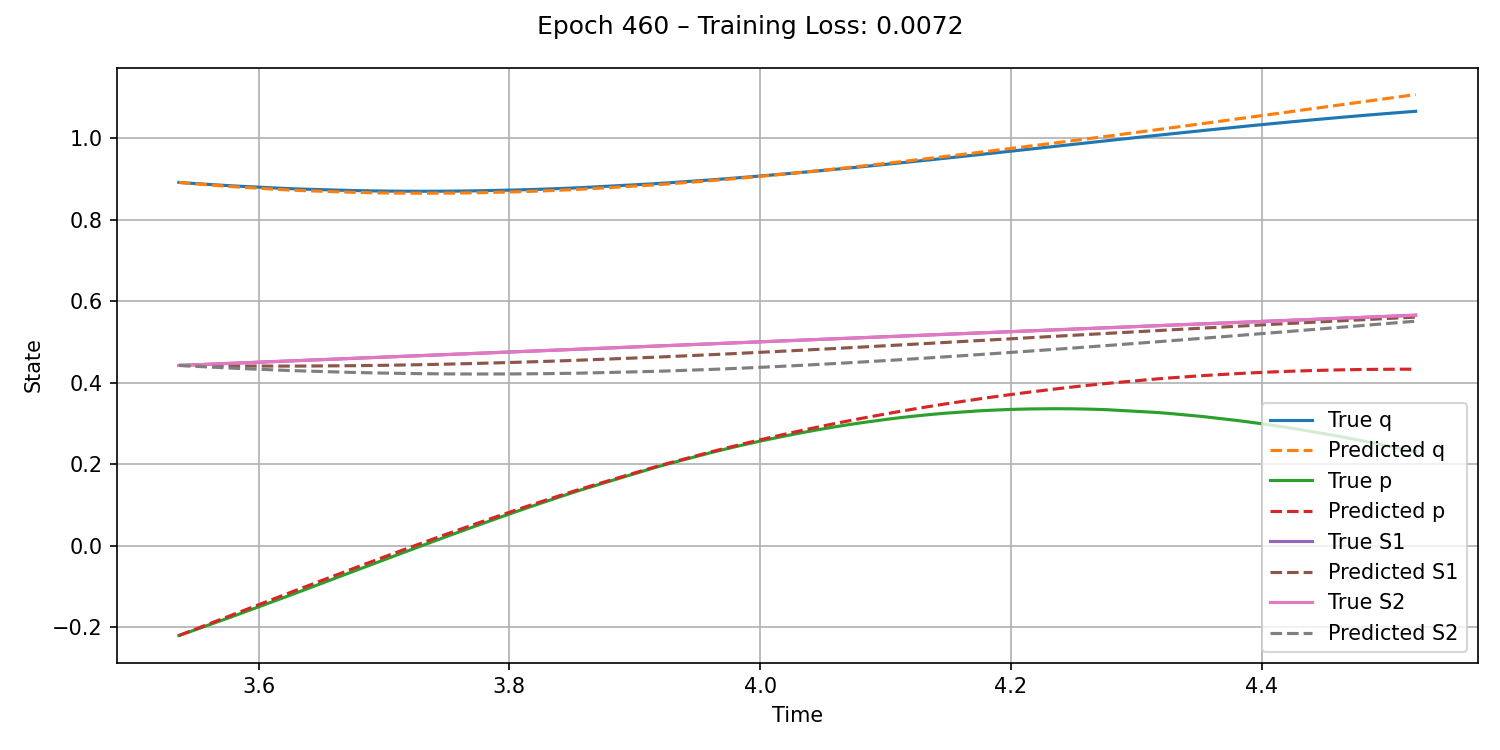 Epoch 460 – Training Loss: 0.0072
1.0
0.8
0.6
0.4
0.2
0.0
−0.2
State
3.6
3.8
4.0
4.2
4.4
Time
True q
Predicted q
True p
Predicted p
True S1
Predicted S1
True S2
Predicted S2